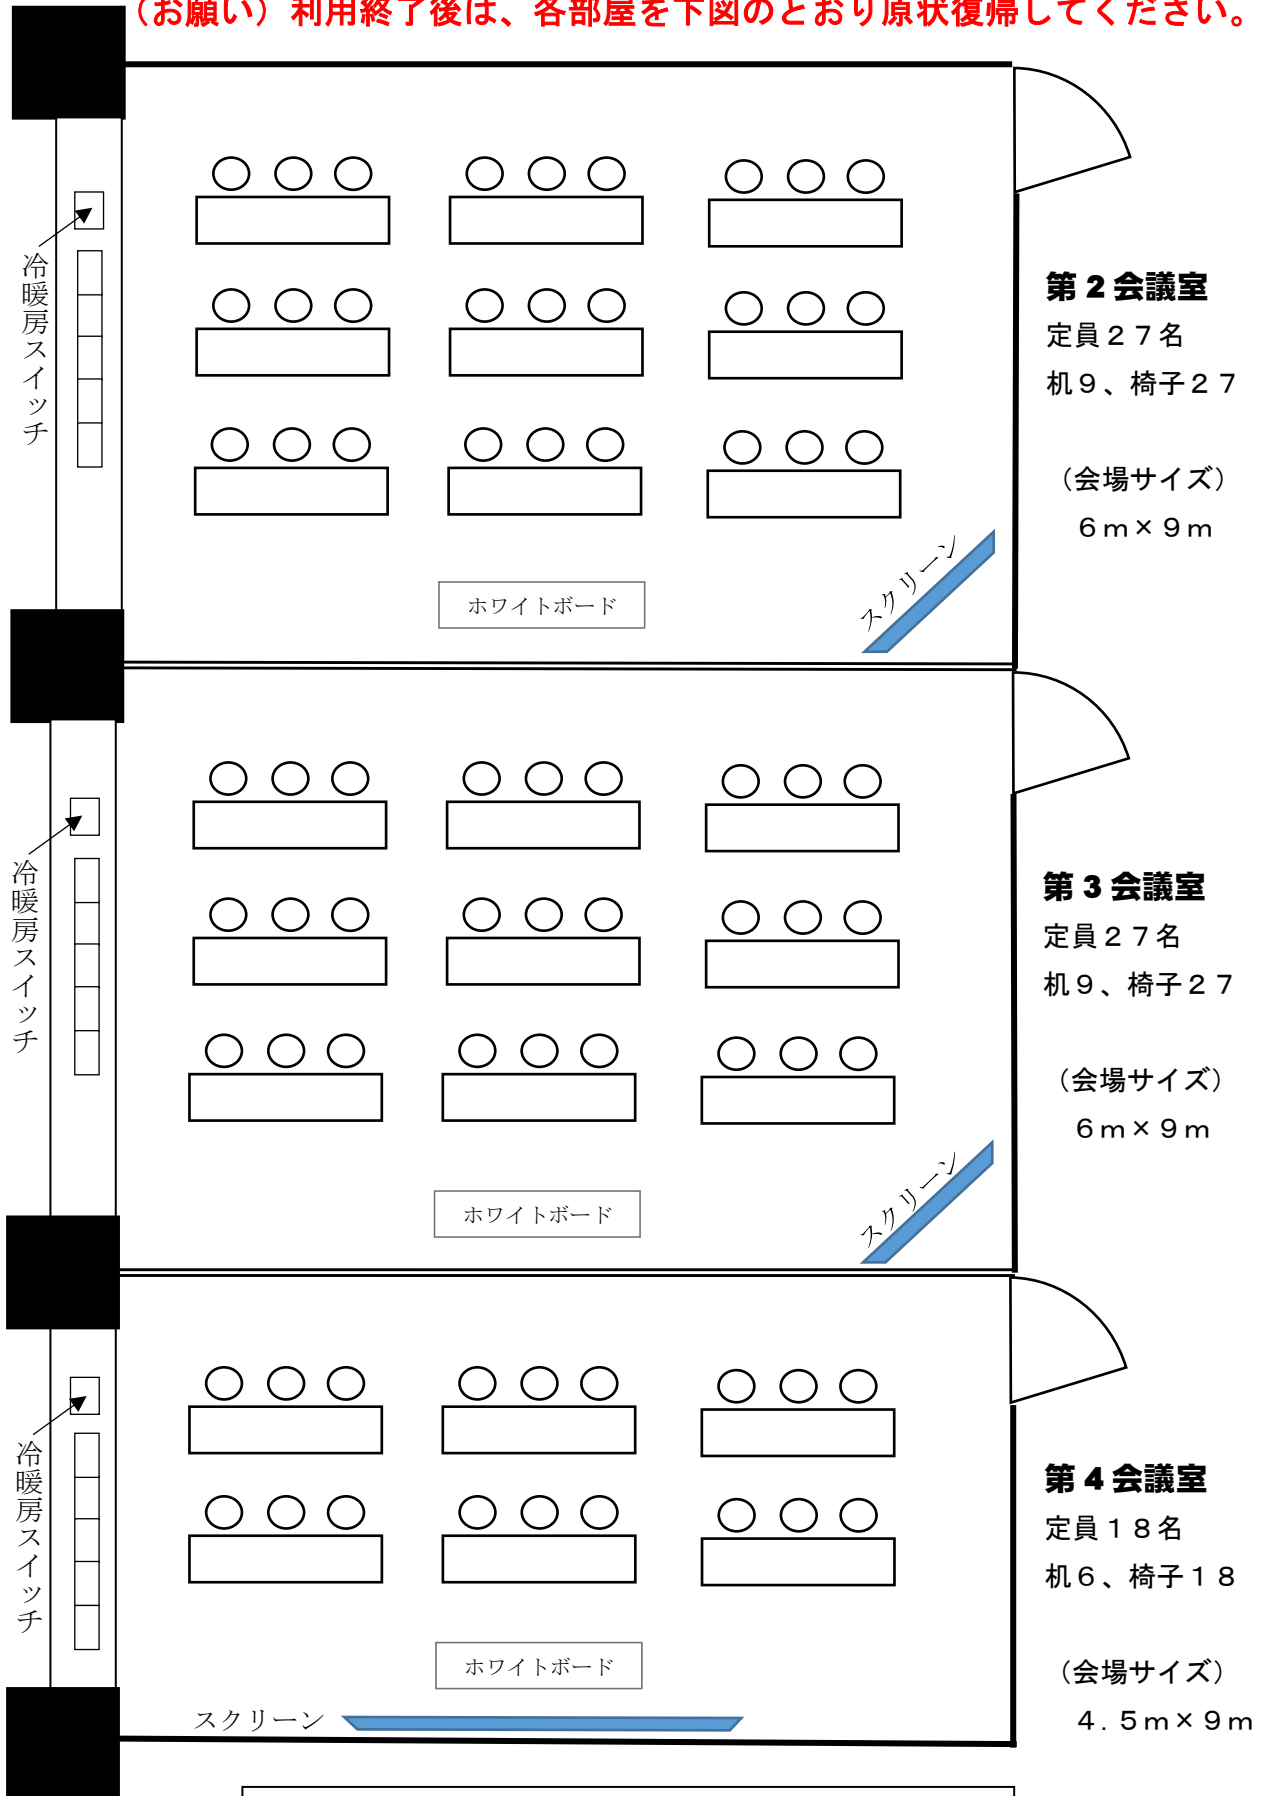 （お願い）利用終了後は、各部屋を下図のとおり原状復帰してください。
冷暖房スイッチ
第２会議室
定員２７名
机９、椅子２７
（会場サイズ）
６ｍ×９ｍ
スクリーン
ホワイトボード
冷暖房スイッチ
第３会議室
定員２７名
机９、椅子２７
（会場サイズ）
６ｍ×９ｍ
スクリーン
ホワイトボード
冷暖房スイッチ
第４会議室
定員１８名
机６、椅子１８
ホワイトボード
（会場サイズ）
スクリーン
４．５ｍ×９ｍ